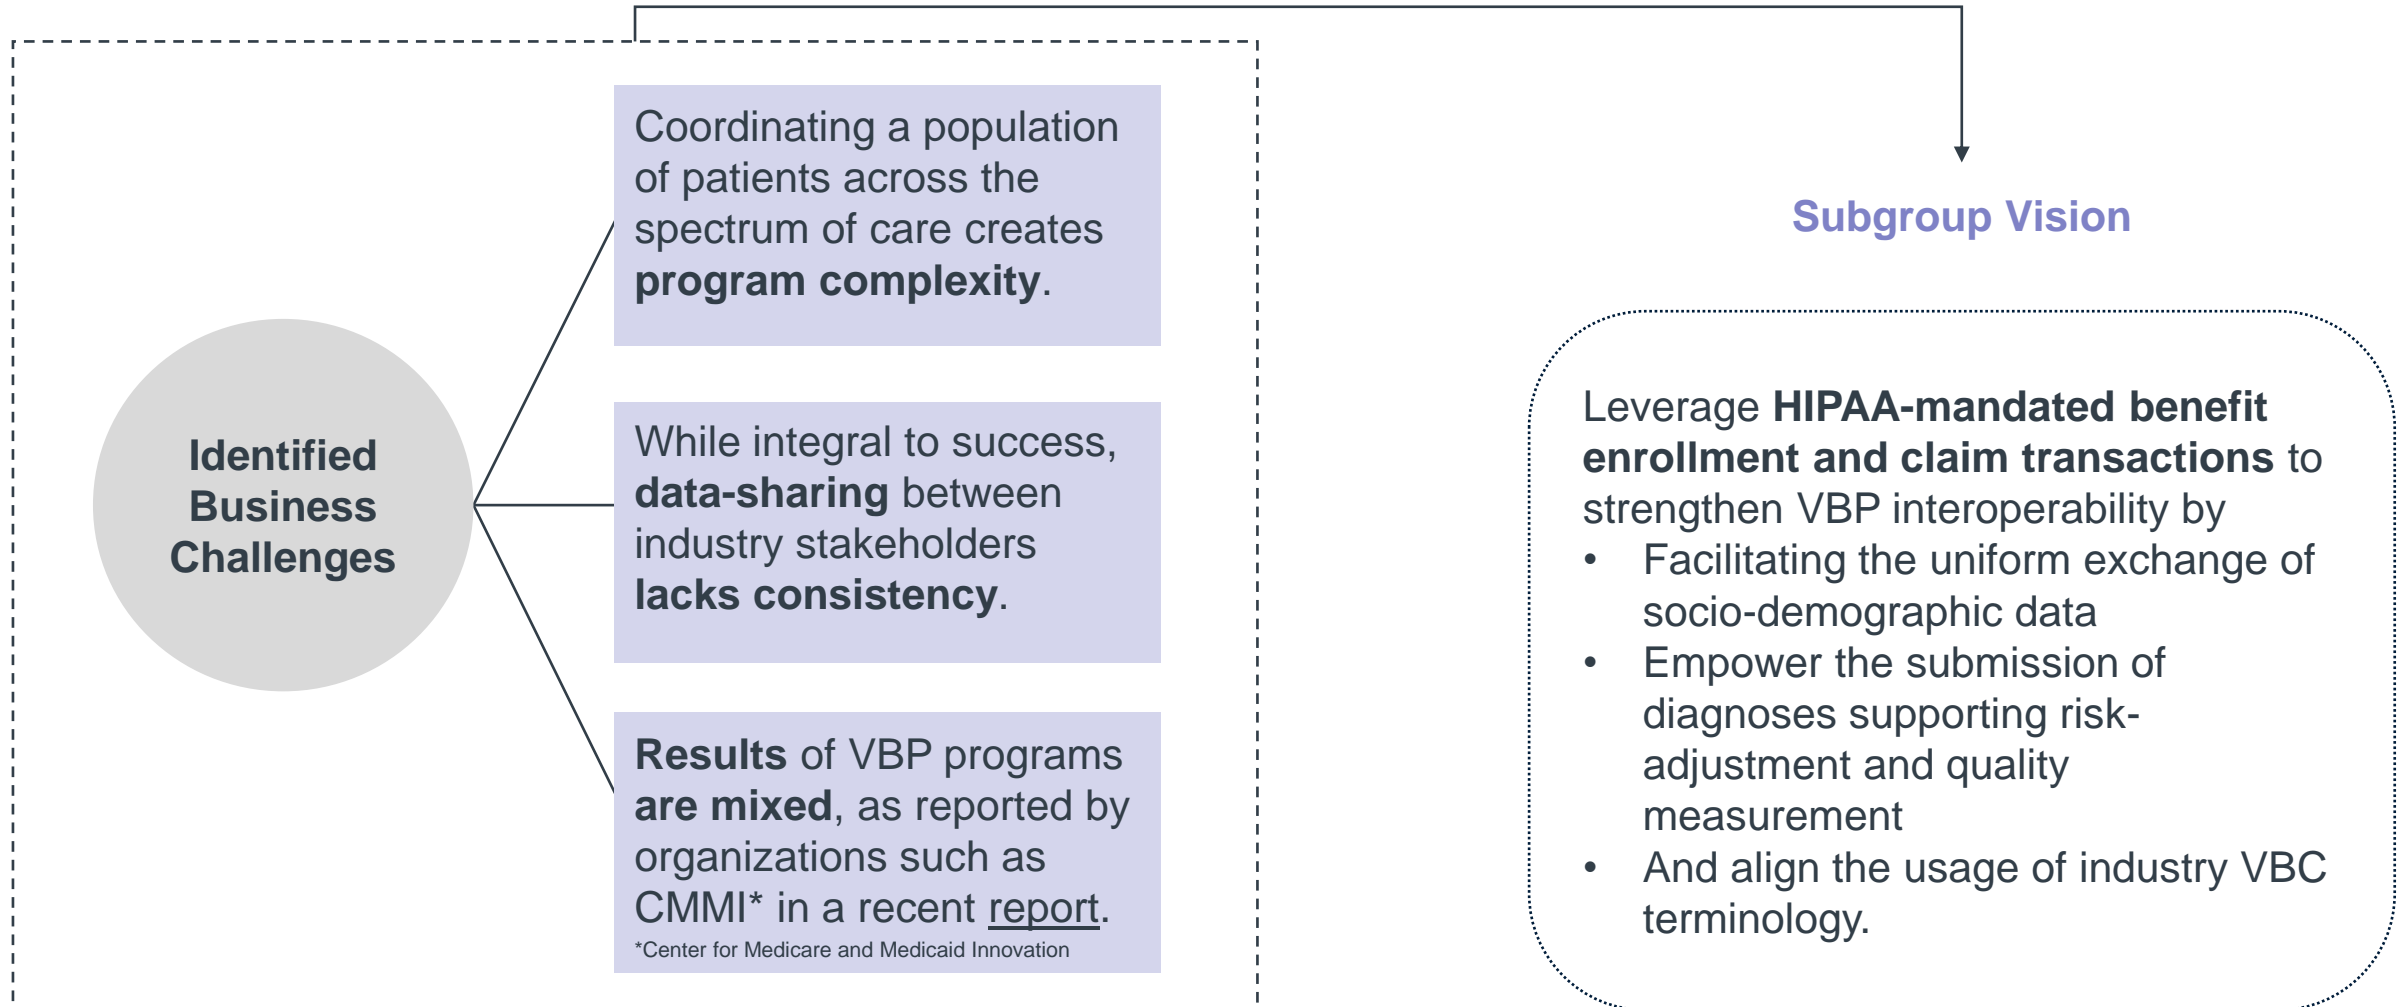 Identified
Business
Challenges
Coordinating a population
of patients across the
spectrum of care creates
program complexity.
While integral to success,
data-sharing between
industry stakeholders
lacks consistency.
Results of VBP programs
are mixed, as reported by
organizations such as
CMMI* in a recent report.
*Center for Medicare and Medicaid Innovation
Subgroup Vision
Leverage HIPAA-mandated benefit
enrollment and claim transactions to
strengthen VBP interoperability by
• Facilitating the uniform exchange of
socio-demographic data
• Empower the submission of
diagnoses supporting risk-
adjustment and quality
measurement
• And align the usage of industry VBC
terminology.